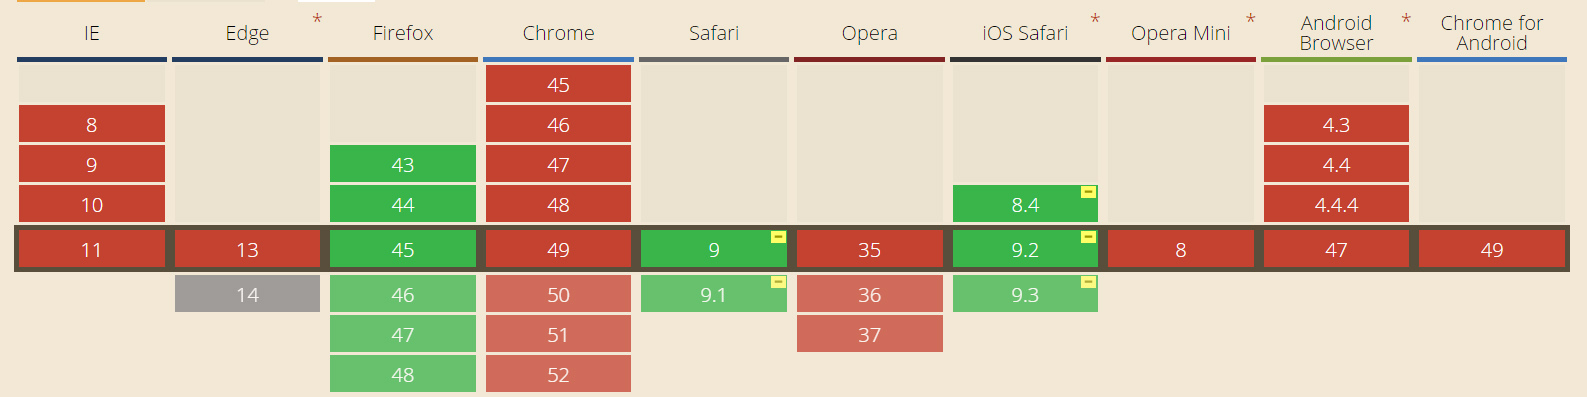 IE Edge * Firefox Chrome Safari Opera iOS Safari * Opera Mini * Android Browser * Chrome for Android
45
8 46 4.3
9 43 47 4.4
10 44 48 8.4 - 4.4.4
11 13 45 49 9 - 35 9.2 - 8 47 49
14 46 50 9.1 - 36 9.3 -
47 51 37
48 52